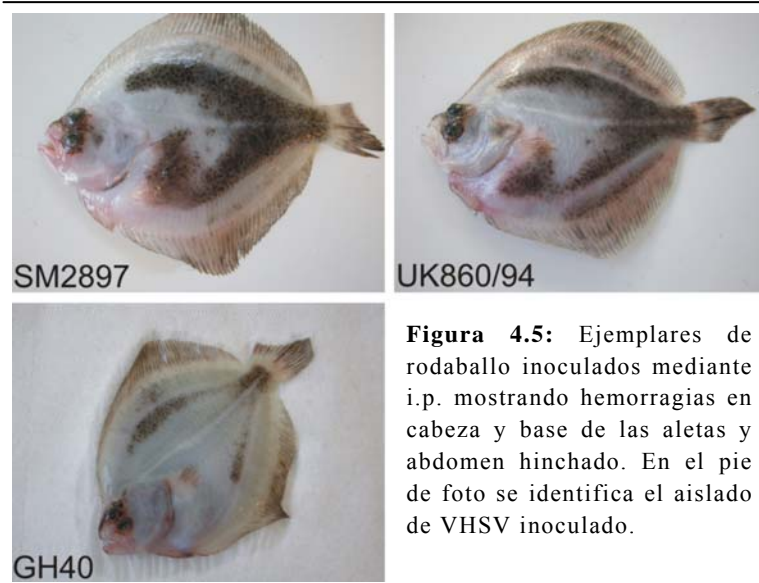 SM2897
UK860/94
GH40
Figura 4.5: Ejemplares de
rodaballo inoculados mediante
i.p. mostrando hemorragias en
cabeza y base de las aletas y
abdomen hinchado. En el pie
de foto se identifica el aislado
de VHSV inoculado.